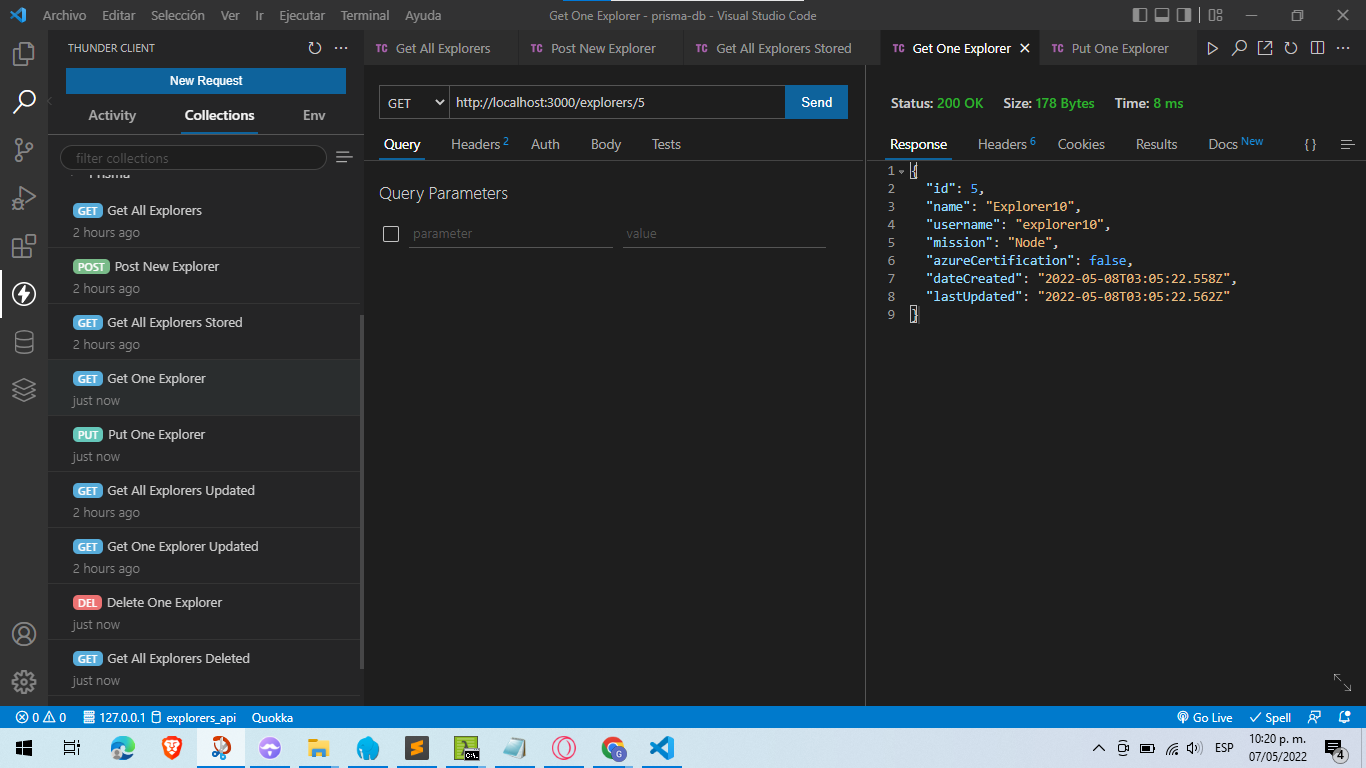 Archivo Editar Selección Ver Ir Ejecutar Terminal Ayuda
Get One Explorer - prisma-db - Visual Studio Code
THUNDER CLIENT
New Request
Activity Collections Env
filter collections
Prisma
GET Get All Explorers
2 hours ago
POST Post New Explorer
2 hours ago
GET Get All Explorers Stored
2 hours ago
GET Get One Explorer
just now
PUT Put One Explorer
just now
GET Get All Explorers Updated
2 hours ago
GET Get One Explorer Updated
2 hours ago
DEL Delete One Explorer
just now
GET Get All Explorers Deleted
just now
TC Get All Explorers TC Post New Explorer TC Get All Explorers Stored TC Get One Explorer TC Put One Explorer
GET http://localhost:3000/explorers/5 Send
Query Headers 2 Auth Body Tests
Query Parameters
parameter value
Status: 200 OK Size: 178 Bytes Time: 8 ms
Response Headers 6 Cookies Results Docs New { }
1 {
2 "id": 5,
3 "name": "Explorer10",
4 "username": "explorer10",
5 "mission": "Node",
6 "azureCertification": false,
7 "dateCreated": "2022-05-08T03:05:22.558Z",
8 "lastUpdated": "2022-05-08T03:05:22.562Z"
9 }
0 0 127.0.0.1 explorers_api Quokka Go Live Spell
C:\. G ESP 10:20 p. m.
07/05/2022 4